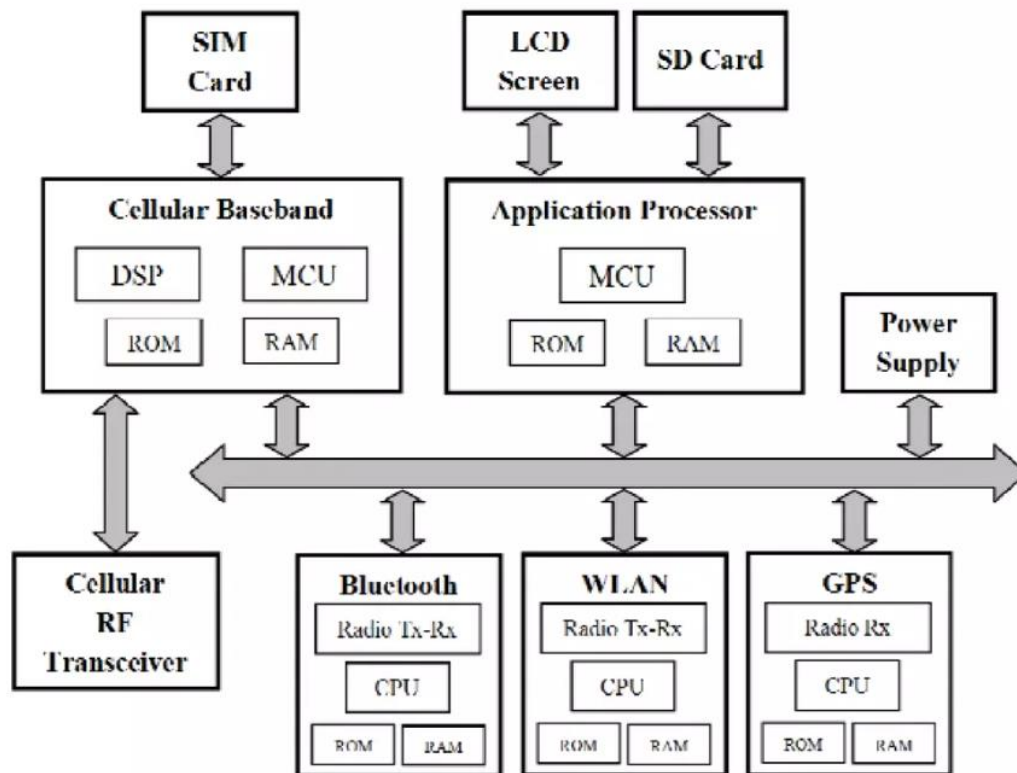 SIM
Card
LCD
Screen
SD Card
Cellular Baseband
DSP
MCU
ROM
RAM
Application Processor
MCU
ROM
RAM
Power
Supply
Cellular
RF
Transceiver
Bluetooth
Radio Tx-Rx
CPU
ROM
RAM
WLAN
Radio Tx-Rx
CPU
ROM
RAM
GPS
Radio Rx
CPU
ROM
RAM